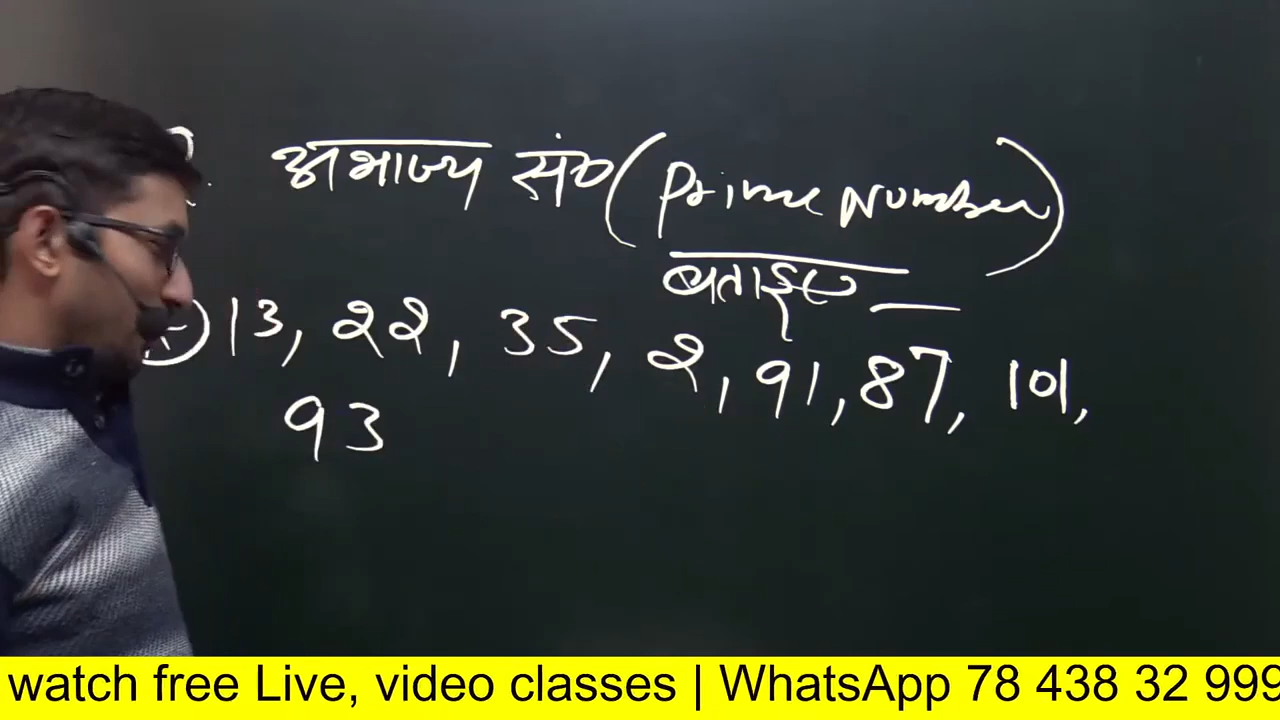 अभाज्य सं० (Prime Number)
बताइए —
13, 22, 35, 2, 91, 87, 101,
93
watch free Live, video classes | WhatsApp 78 438 32 999